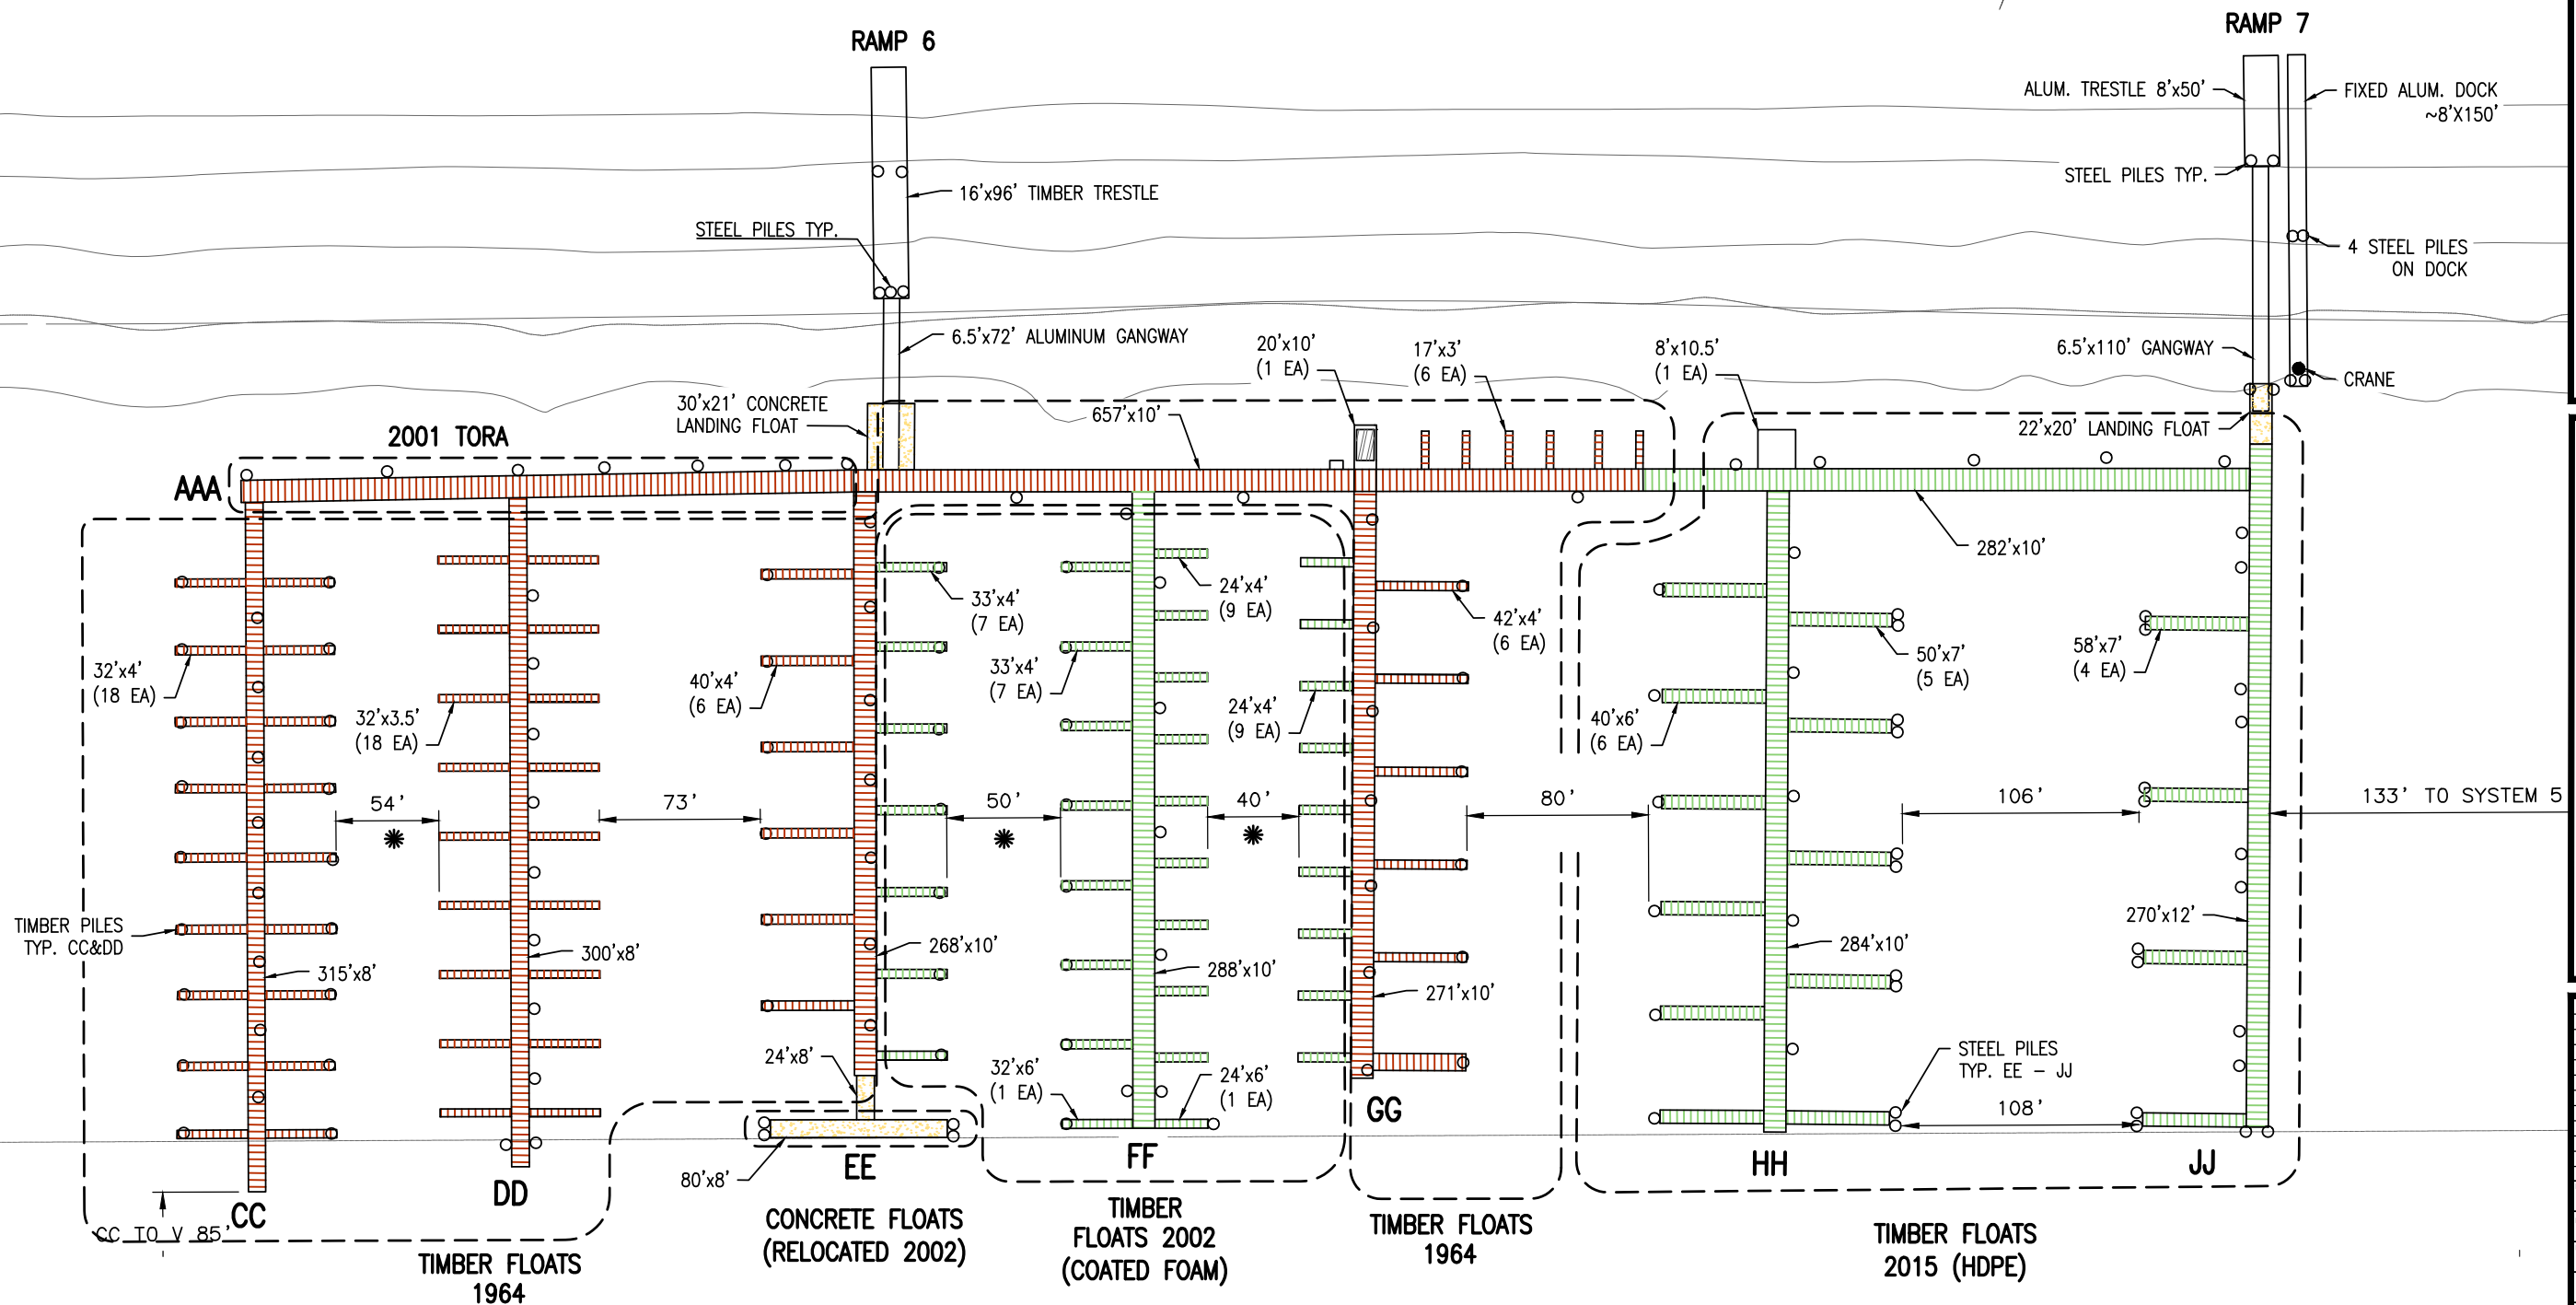 RAMP 6
RAMP 7
ALUM. TRESTLE 8'x50'
FIXED ALUM. DOCK
~8'X150'
STEEL PILES TYP.
16'x96' TIMBER TRESTLE
STEEL PILES TYP.
4 STEEL PILES
ON DOCK
6.5'x72' ALUMINUM GANGWAY
20'x10'
(1 EA)
17'x3'
(6 EA)
8'x10.5'
(1 EA)
6.5'x110' GANGWAY
CRANE
30'x21' CONCRETE
LANDING FLOAT
657'x10'
22'x20' LANDING FLOAT
2001 TORA
AAA
282'x10'
33'x4'
(7 EA)
24'x4'
(9 EA)
42'x4'
(6 EA)
32'x4'
(18 EA)
40'x4'
(6 EA)
33'x4'
(7 EA)
50'x7'
(5 EA)
58'x7'
(4 EA)
32'x3.5'
(18 EA)
24'x4'
(9 EA)
40'x6'
(6 EA)
54'
73'
50'
40'
80'
106'
133' TO SYSTEM 5
TIMBER PILES
TYP. CC&DD
315'x8'
300'x8'
268'x10'
288'x10'
271'x10'
284'x10'
270'x12'
24'x8'
32'x6'
(1 EA)
24'x6'
(1 EA)
STEEL PILES
TYP. EE - JJ
108'
80'x8'
CC TO V 85'
CC
DD
EE
FF
GG
HH
JJ
TIMBER FLOATS
1964
CONCRETE FLOATS
(RELOCATED 2002)
TIMBER
FLOATS 2002
(COATED FOAM)
TIMBER FLOATS
1964
TIMBER FLOATS
2015 (HDPE)